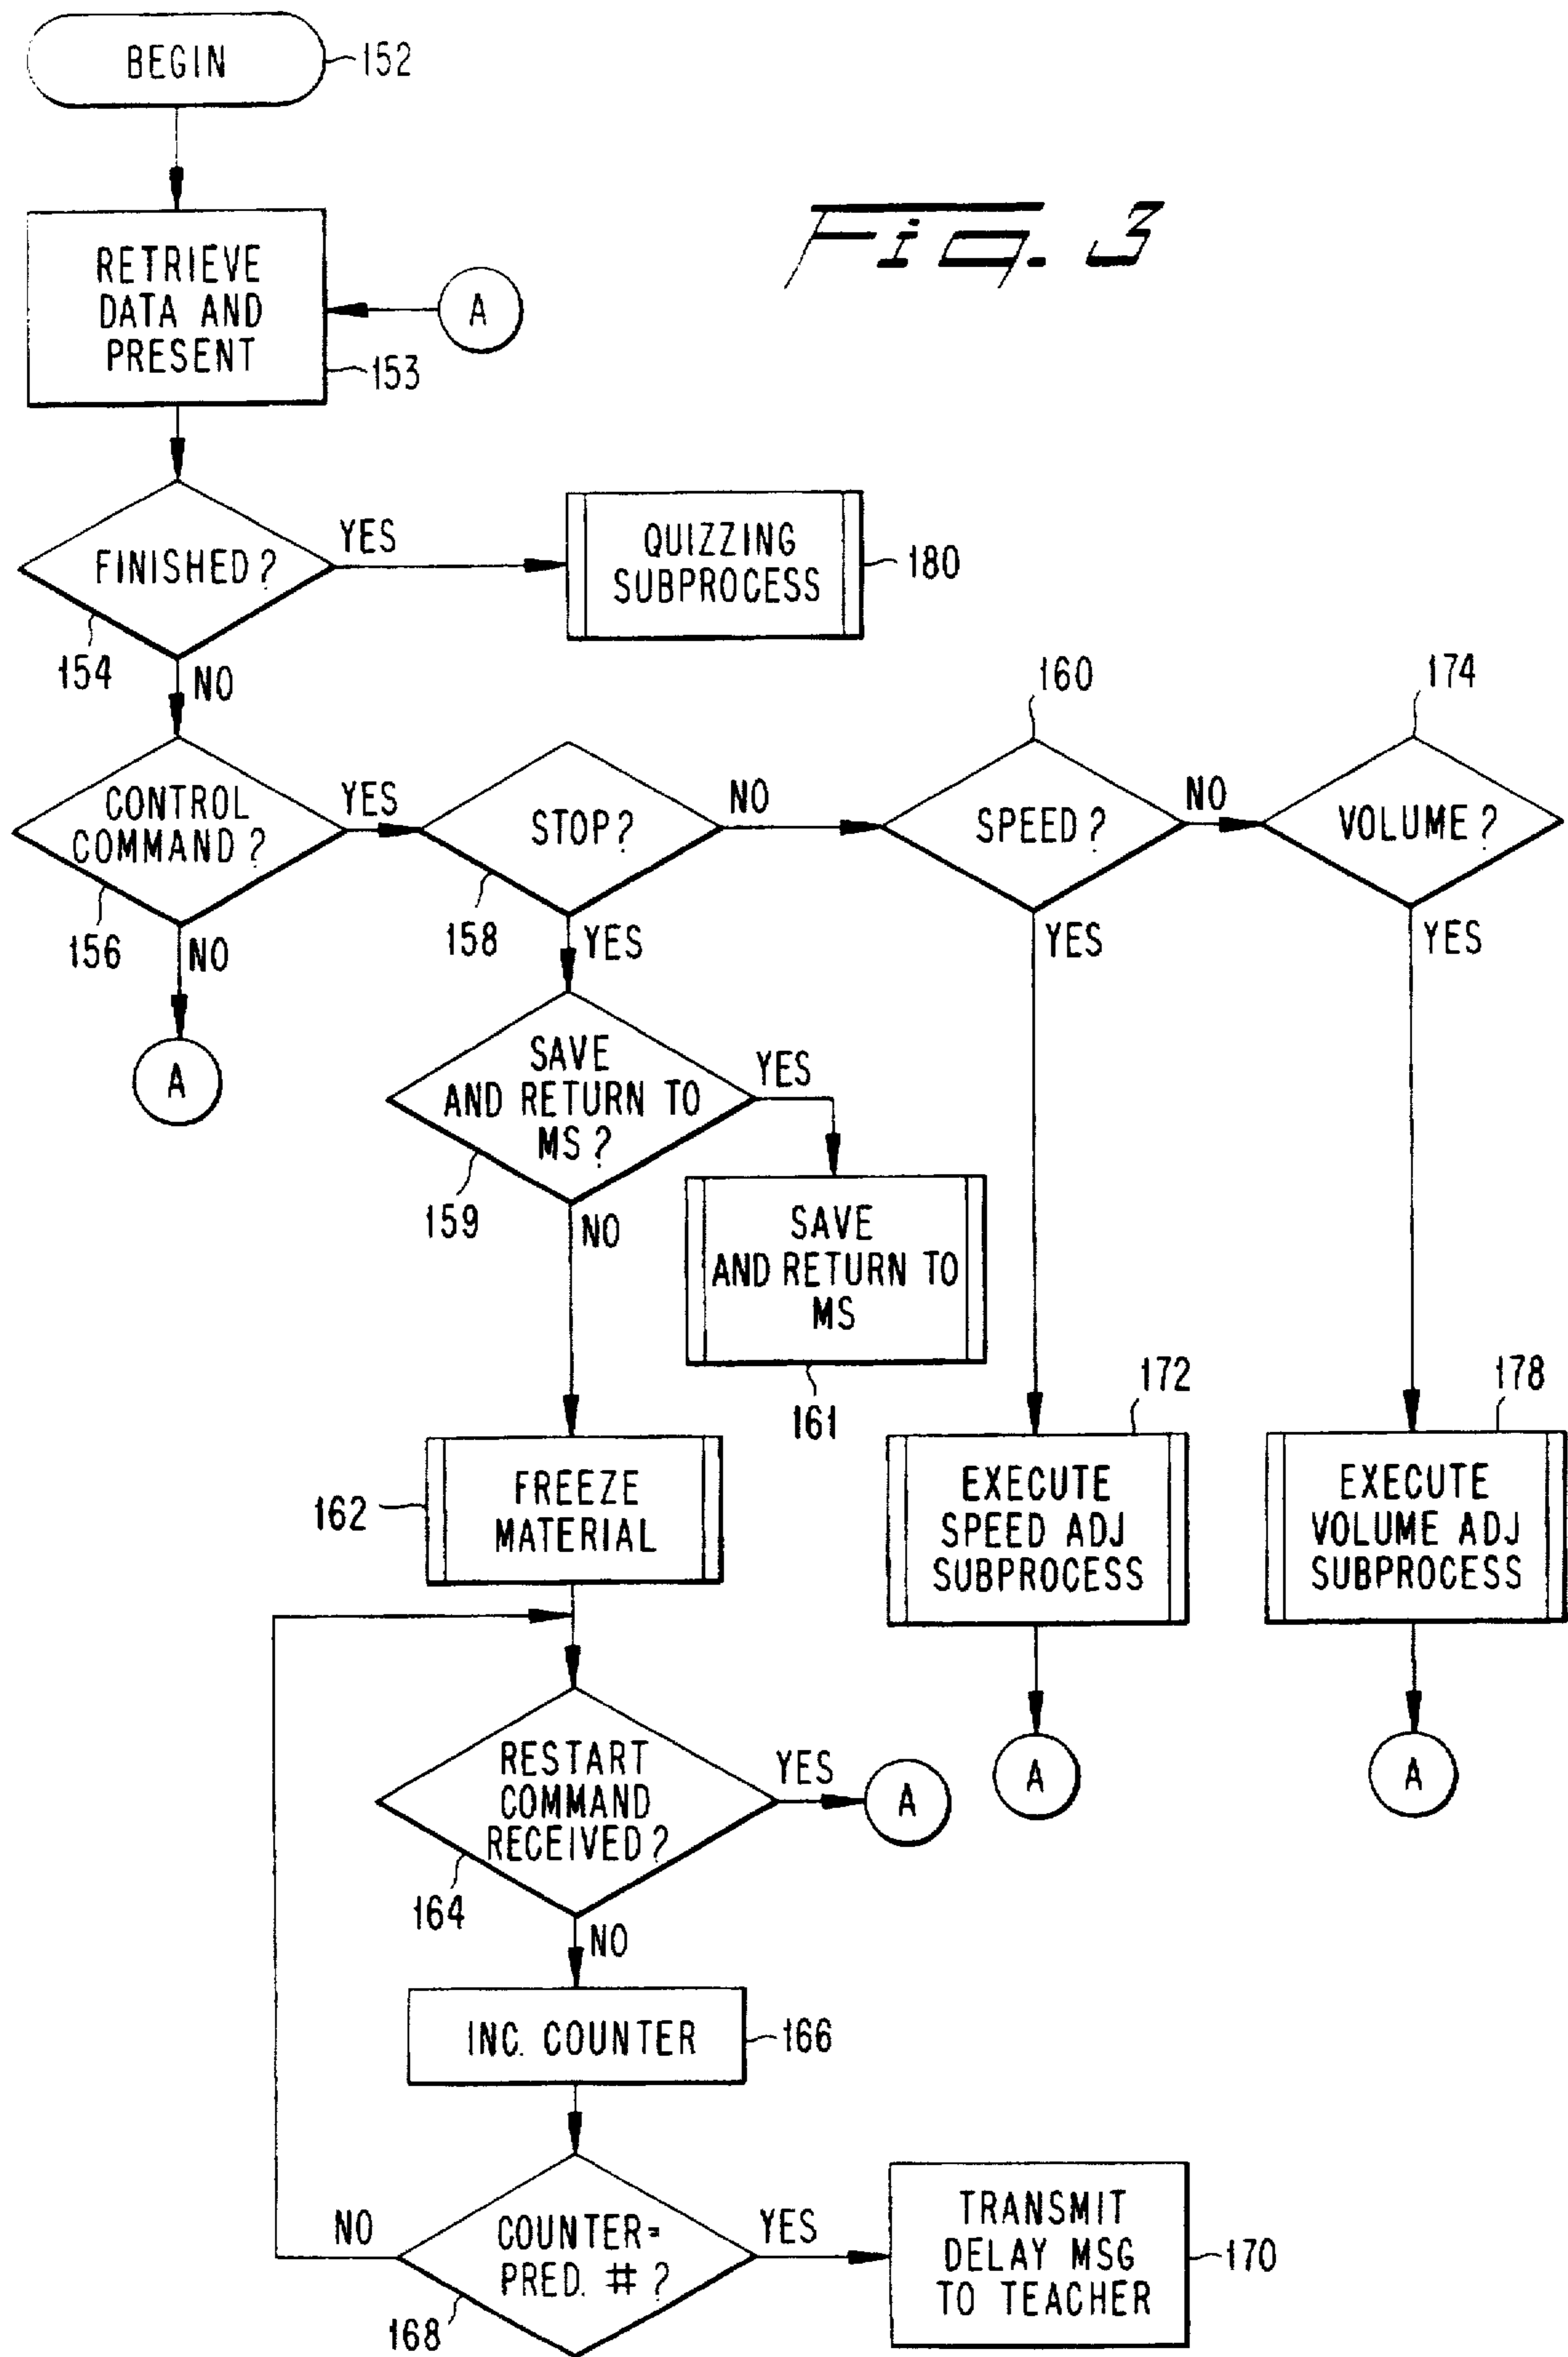 BEGIN
152
Fig. 3
RETRIEVE
DATA AND
PRESENT
153
A
FINISHED?
154
YES
NO
QUIZZING
SUBPROCESS
180
CONTROL
COMMAND?
156
YES
NO
A
STOP?
158
NO
YES
SPEED?
160
NO
YES
VOLUME?
174
YES
SAVE
AND RETURN TO
MS?
159
YES
NO
SAVE
AND RETURN TO
MS
161
FREEZE
MATERIAL
162
EXECUTE
SPEED ADJ
SUBPROCESS
172
A
EXECUTE
VOLUME ADJ
SUBPROCESS
178
A
RESTART
COMMAND
RECEIVED?
164
YES
A
NO
INC. COUNTER
166
COUNTER=
PRED. # ?
168
NO
YES
TRANSMIT
DELAY MSG
TO TEACHER
170